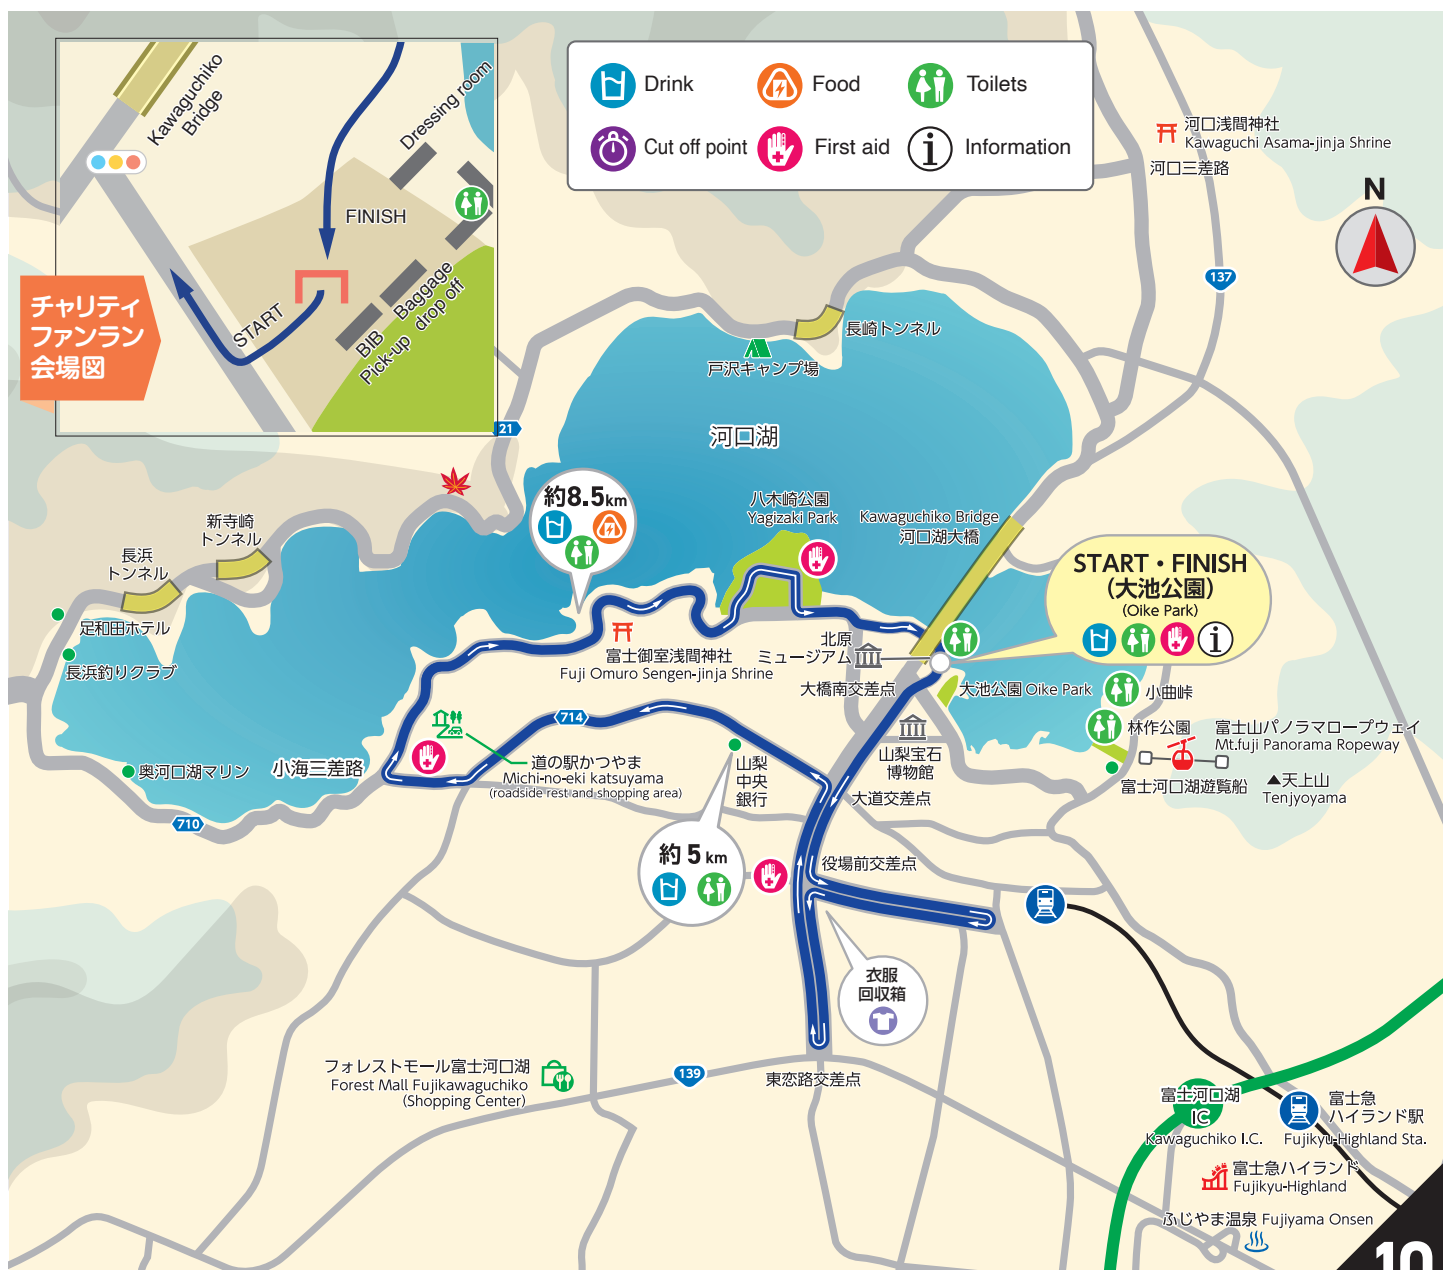 Kawaguchiko
Bridge
Dressing room
FINISH
START
Baggage
drop off
BIB
Pick-up
チャリティ
ファンラン
会場図
Drink
Food
Toilets
Cut off point
First aid
Information
河口浅間神社
Kawaguchi Asama-jinja Shrine
河口三差路
N
137
長崎トンネル
戸沢キャンプ場
河口湖
21
約8.5km
八木崎公園
Yagizaki Park
Kawaguchiko Bridge
河口湖大橋
START・FINISH
(大池公園)
(Oike Park)
新寺崎
トンネル
長浜
トンネル
足和田ホテル
長浜釣りクラブ
富士御室浅間神社
Fuji Omuro Sengen-jinja Shrine
北原
ミュージアム
大橋南交差点
大池公園 Oike Park
小曲峠
林作公園
富士山パノラマロープウェイ
Mt.fuji Panorama Ropeway
富士河口湖遊覧船
▲天上山
Tenjyoyama
714
道の駅かつやま
Michi-no-eki katsuyama
(roadside rest and shopping area)
小海三差路
奥河口湖マリン
710
山梨
中央
銀行
山梨宝石
博物館
大道交差点
役場前交差点
約5km
衣服
回収箱
東恋路交差点
139
フォレストモール富士河口湖
Forest Mall Fujikawaguchiko
(Shopping Center)
富士河口湖
IC
Kawaguchiko I.C.
富士急
ハイランド駅
Fujikyu-Highland Sta.
富士急ハイランド
Fujikyu-Highland
ふじやま温泉 Fujiyama Onsen
10